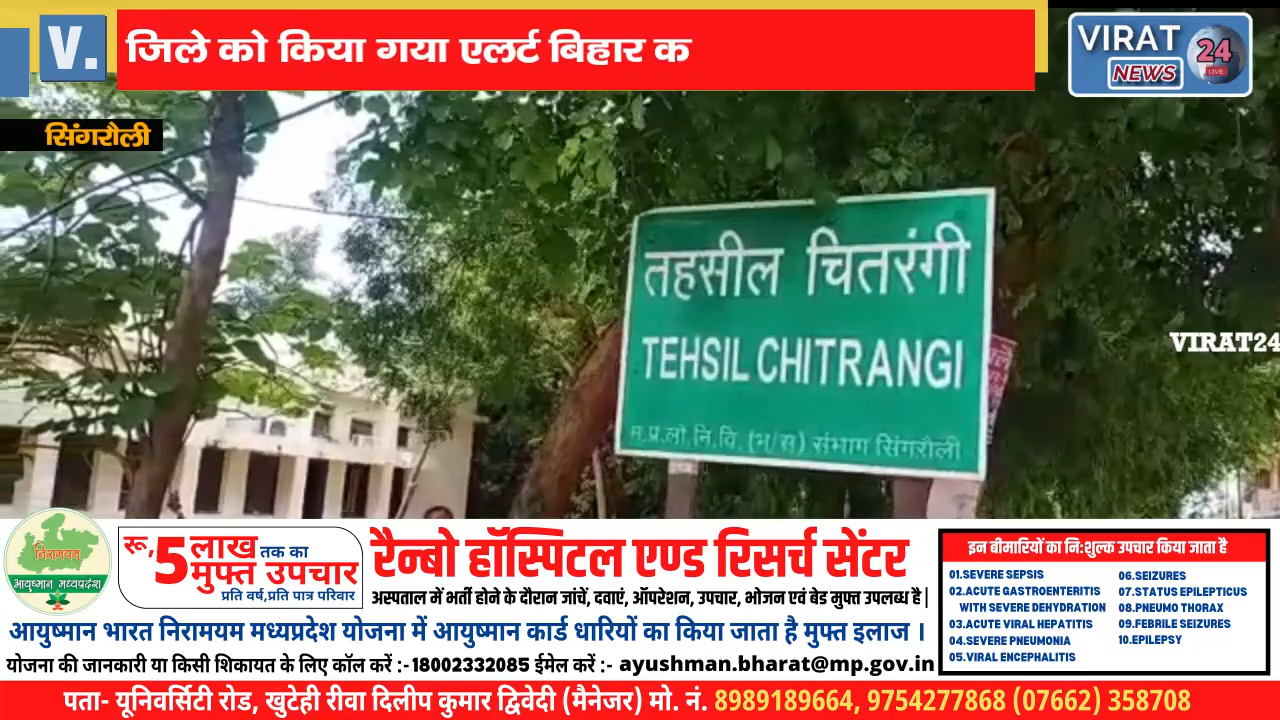 V.
जिले को किया गया एलर्ट बिहार क
VIRAT
24
LIVE
NEWS
सिंगरौली
तहसील चितरंगी
TEHSIL CHITRANGI
म.प्र.लो.नि.वि. (भ/स) संभाग सिंगरौली
VIRAT24
निरामयम्
आयुष्मान मध्यप्रदेश
रू,5 लाख तक का
मुफ्त उपचार
प्रति वर्ष,प्रति पात्र परिवार
रैन्बो हॉस्पिटल एण्ड रिसर्च सेंटर
अस्पताल में भर्ती होने के दौरान जांचें, दवाएं, ऑपरेशन, उपचार, भोजन एवं बेड मुफ्त उपलब्ध है|
आयुष्मान भारत निरामयम मध्यप्रदेश योजना में आयुष्मान कार्ड धारियों का किया जाता है मुफ्त इलाज ।
योजना की जानकारी या किसी शिकायत के लिए कॉल करें :-18002332085 ईमेल करें :- ayushman.bharat@mp.gov.in
इन बीमारियों का नि:शुल्क उपचार किया जाता है
01.SEVERE SEPSIS
02.ACUTE GASTROENTERITIS
WITH SEVERE DEHYDRATION
03.ACUTE VIRAL HEPATITIS
04.SEVERE PNEUMONIA
05.VIRAL ENCEPHALITIS
06.SEIZURES
07.STATUS EPILEPTICUS
08.PNEUMO THORAX
09.FEBRILE SEIZURES
10.EPILEPSY
पता- यूनिवर्सिटी रोड, खुटेही रीवा दिलीप कुमार द्विवेदी (मैनेजर) मो. नं. 8989189664, 9754277868 (07662) 358708